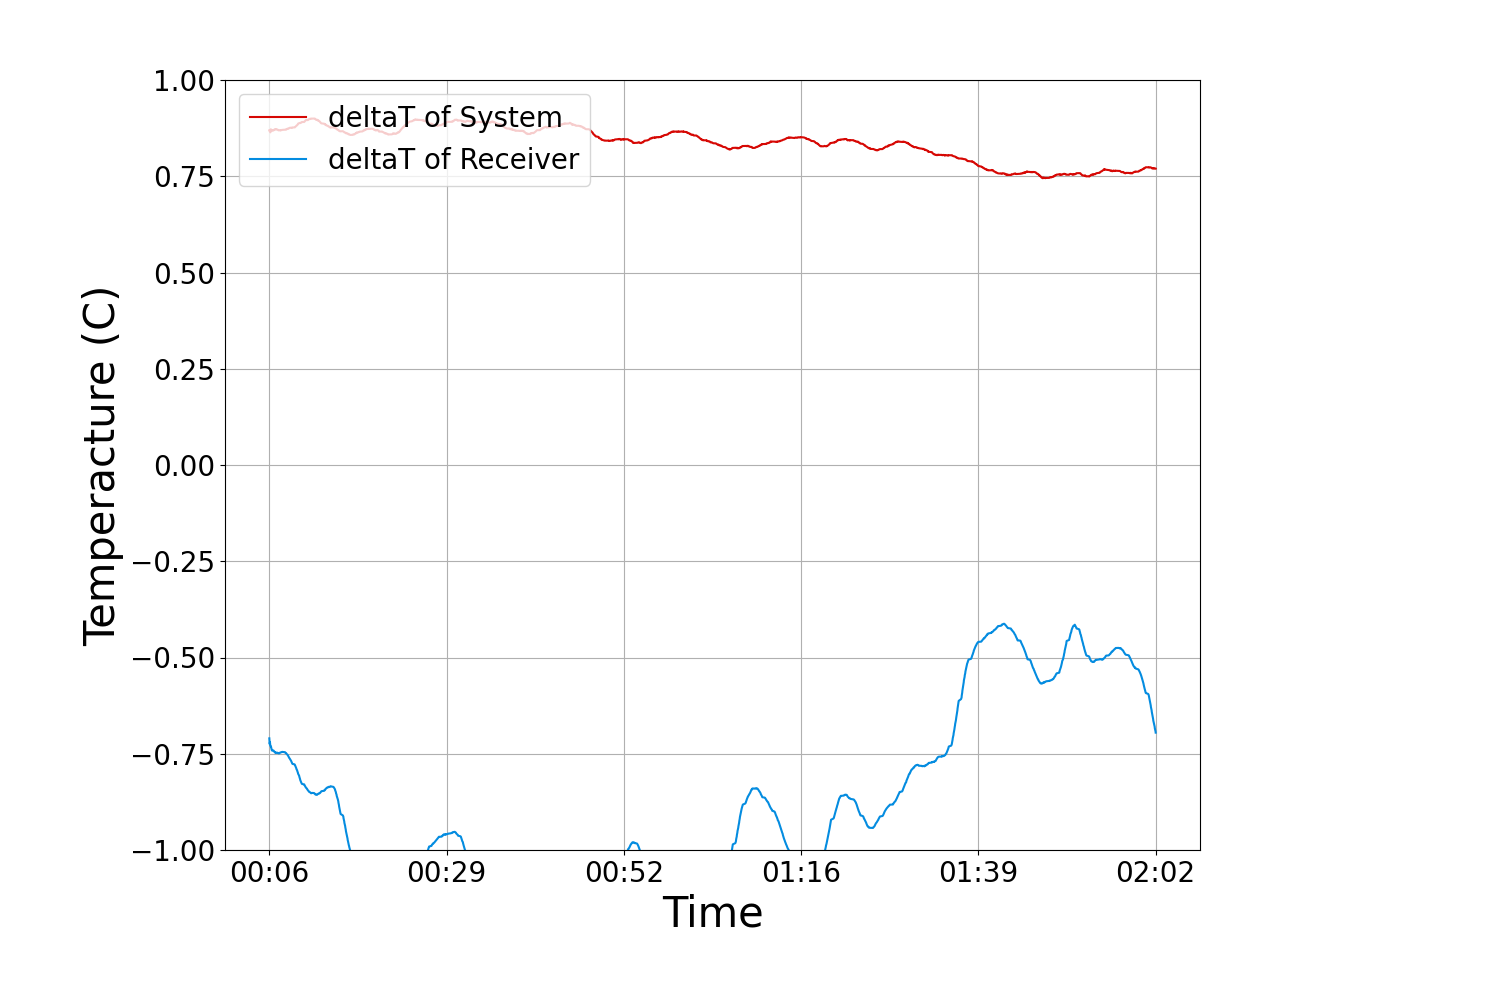 deltaT of System
deltaT of Receiver
Temperacture (C)
1.00
0.75
0.50
0.25
0.00
−0.25
−0.50
−0.75
−1.00
00:06 00:29 00:52 01:16 01:39 02:02
Time